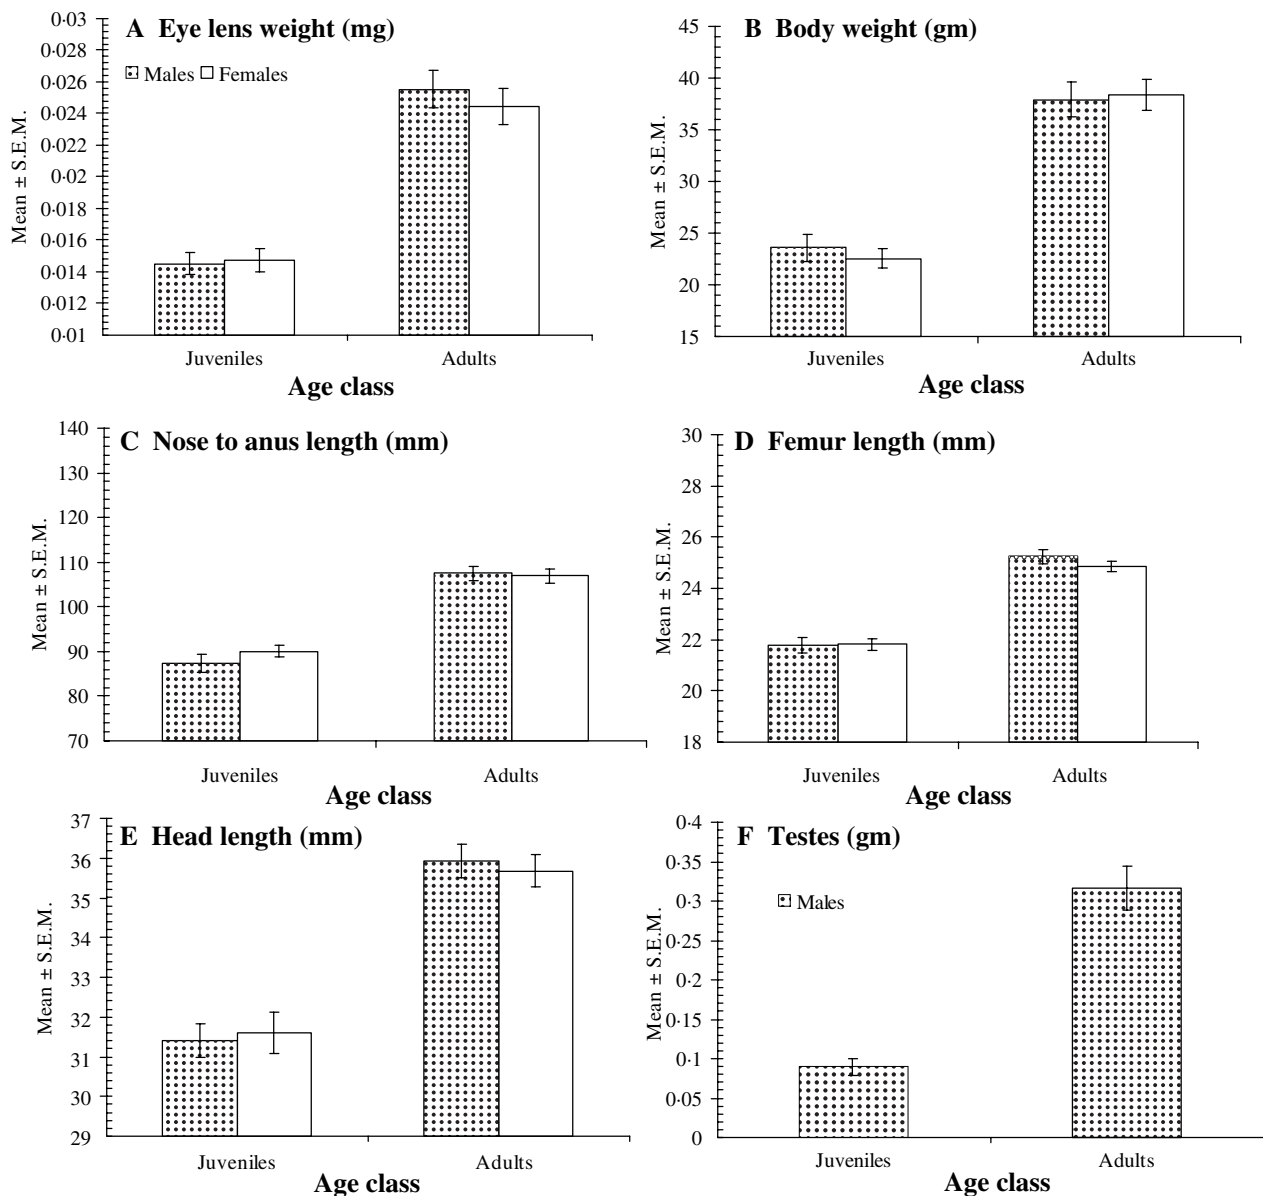 A Eye lens weight (mg)
Males Females
Mean ± S.E.M.
0·03
0·028
0·026
0·024
0·022
0·02
0·018
0·016
0·014
0·012
0·01
Juveniles Adults
Age class
B Body weight (gm)
Mean ± S.E.M.
45
40
35
30
25
20
15
Juveniles Adults
Age class
C Nose to anus length (mm)
Mean ± S.E.M.
140
130
120
110
100
90
80
70
Juveniles Adults
Age class
D Femur length (mm)
Mean ± S.E.M.
30
28
26
24
22
20
18
Juveniles Adults
Age class
E Head length (mm)
Mean ± S.E.M.
37
36
35
34
33
32
31
30
29
Juveniles Adults
Age class
F Testes (gm)
Males
Mean ± S.E.M.
0·4
0·35
0·3
0·25
0·2
0·15
0·1
0·05
0
Juveniles Adults
Age class